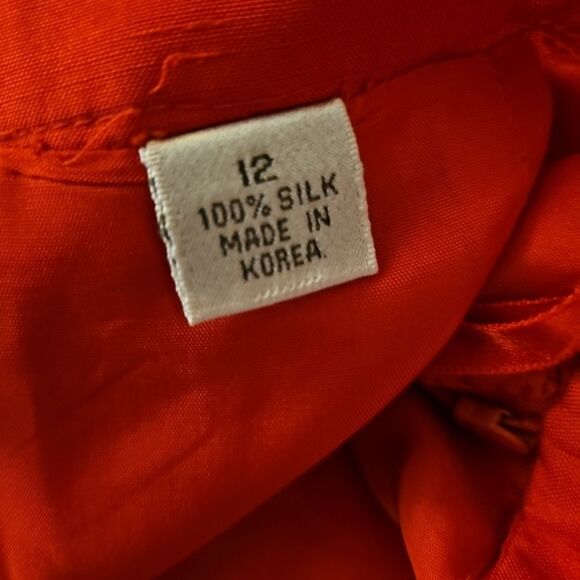 12
100% SILK
MADE IN
KOREA.